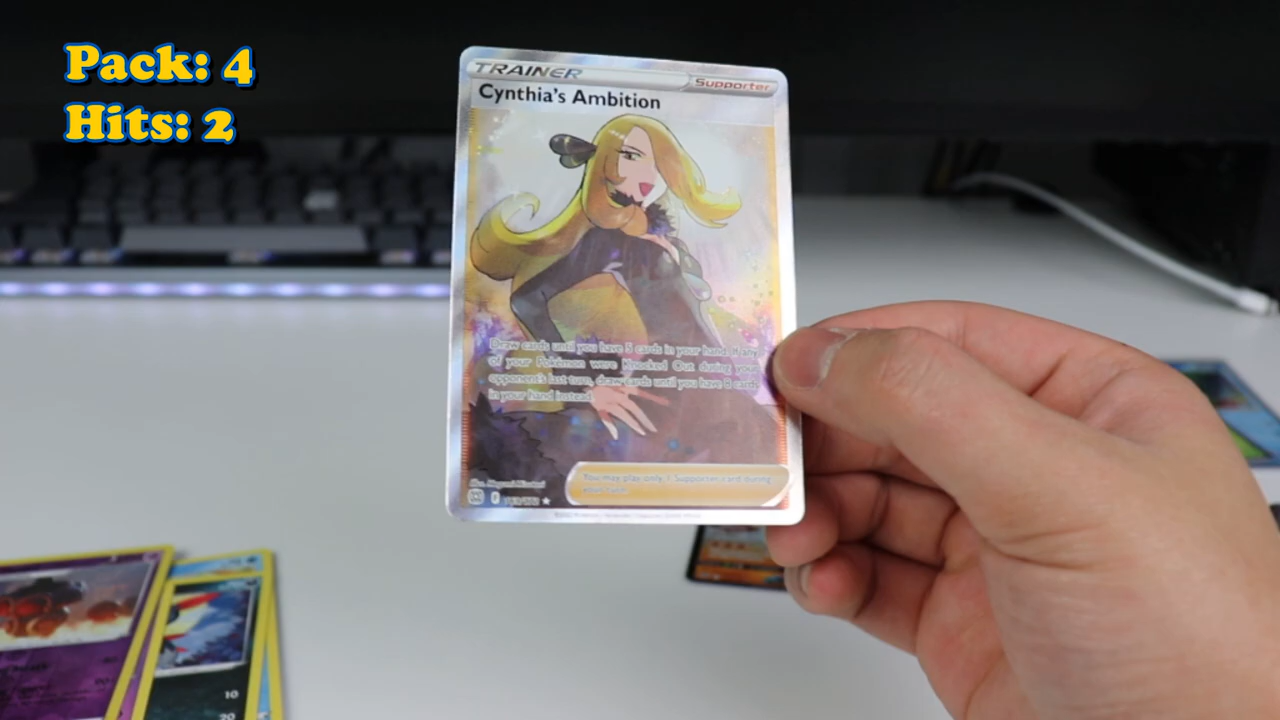 Pack: 4
Hits: 2
TRAINER
Supporter
Cynthia's Ambition
Draw cards until you have 5 cards in your hand. If any
of your Pokémon were Knocked Out during your
opponent's last turn, draw cards until you have 8 cards
in your hand instead.
You may play only 1 Supporter card during
your turn.
10
20